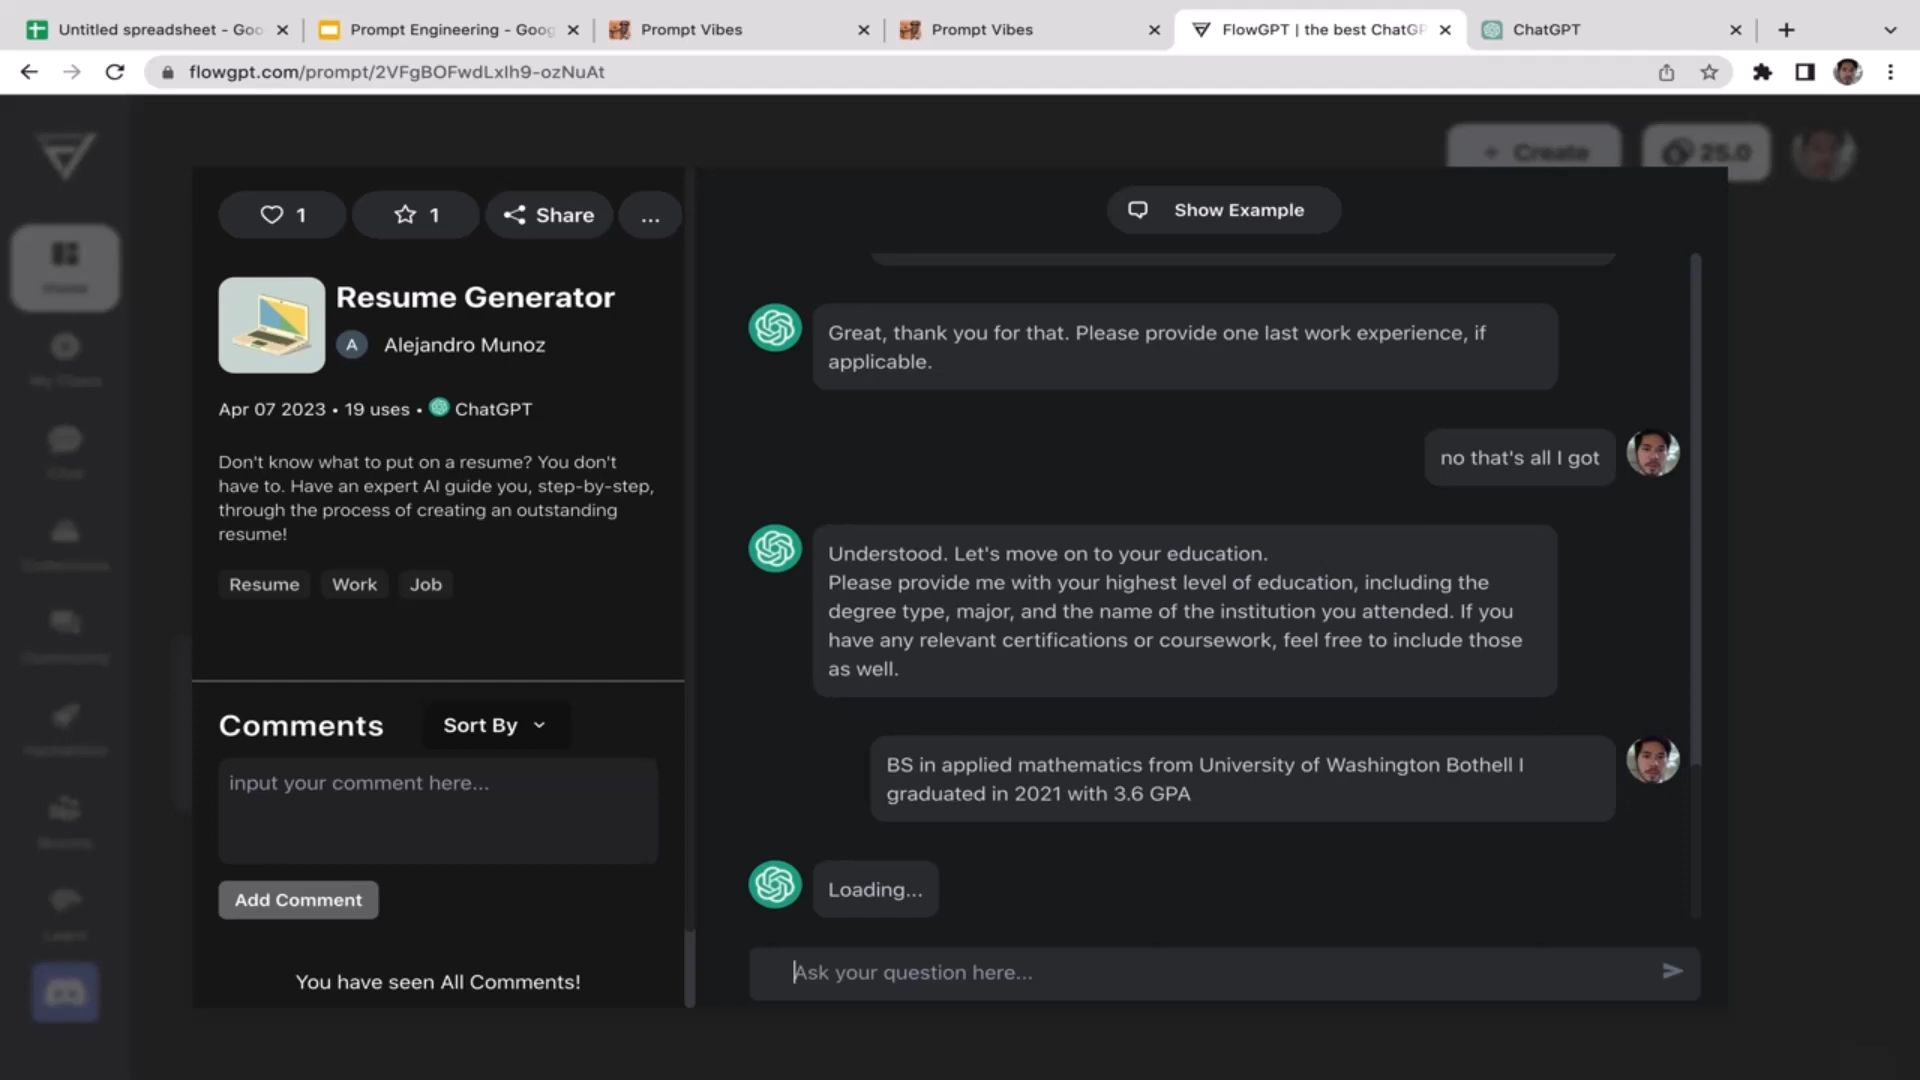 Untitled spreadsheet - Goo
Prompt Engineering - Goog
Prompt Vibes
Prompt Vibes
FlowGPT | the best ChatGP
ChatGPT
flowgpt.com/prompt/2VFgBOFwdLxIh9-ozNuAt
+ Create
25.0
Home
1
1
Share
...
Resume Generator
A
Alejandro Munoz
Apr 07 2023 • 19 uses • ChatGPT
Don't know what to put on a resume? You don't
have to. Have an expert AI guide you, step-by-step,
through the process of creating an outstanding
resume!
Resume
Work
Job
Comments
Sort By
input your comment here...
Add Comment
You have seen All Comments!
Show Example
Great, thank you for that. Please provide one last work experience, if
applicable.
no that's all I got
Understood. Let's move on to your education.
Please provide me with your highest level of education, including the
degree type, major, and the name of the institution you attended. If you
have any relevant certifications or coursework, feel free to include those
as well.
BS in applied mathematics from University of Washington Bothell I
graduated in 2021 with 3.6 GPA
Loading...
Ask your question here...